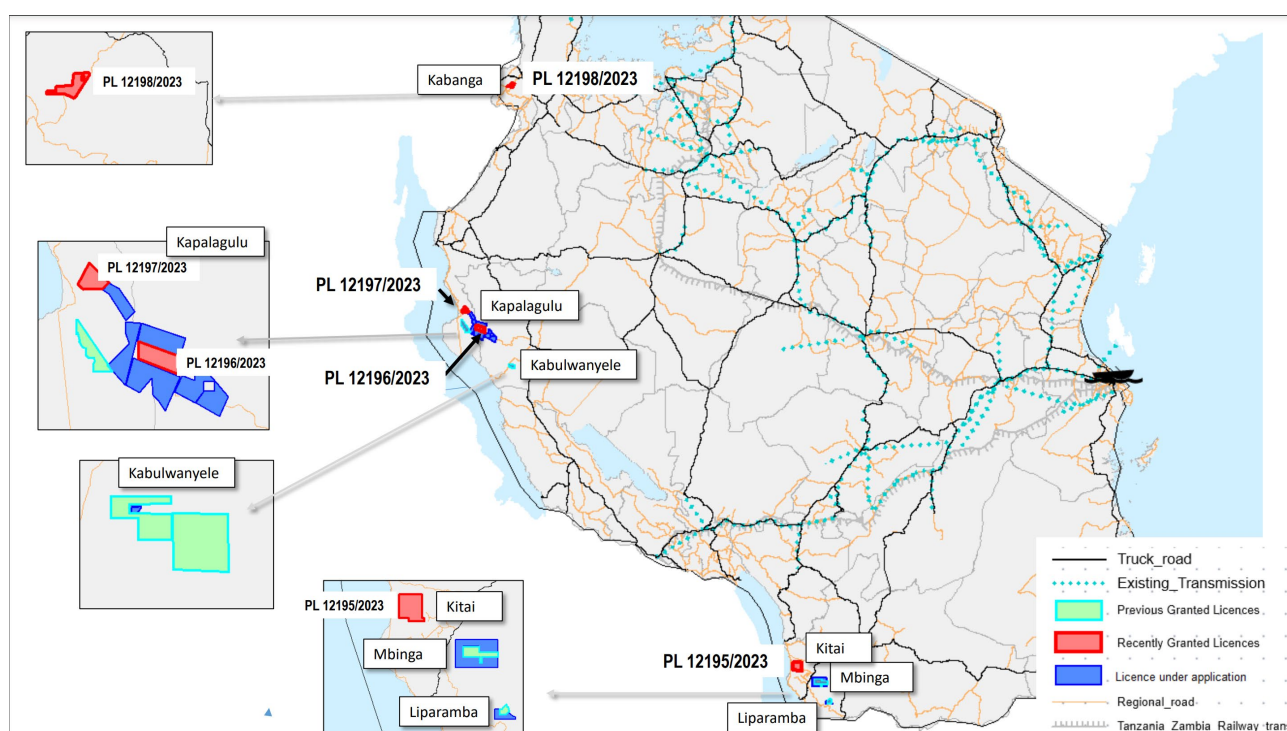 PL 12198/2023
Kabanga
PL 12198/2023
Kapalagulu
PL 12197/2023
PL 12196/2023
PL 12197/2023
Kapalagulu
PL 12196/2023
Kabulwanyele
Kabulwanyele
PL 12195/2023
Kitai
Mbinga
Liparamba
PL 12195/2023
Kitai
Mbinga
Liparamba
Truck_road
Existing_Transmission
Previous Granted Licences
Recently Granted Licences
Licence under application
Regional_road
Tanzania_Zambia_Railway_tran